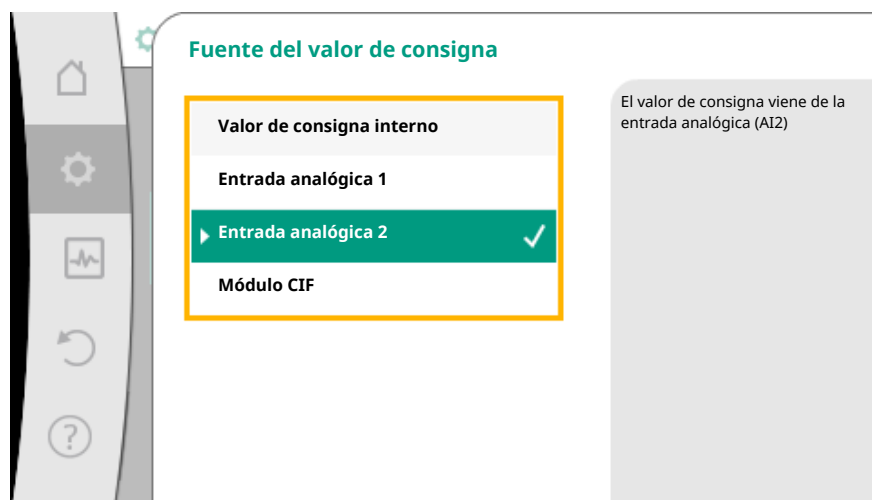 Fuente del valor de consigna
Valor de consigna interno
Entrada analógica 1
Entrada analógica 2
Módulo CIF
El valor de consigna viene de la
entrada analógica (AI2)
?